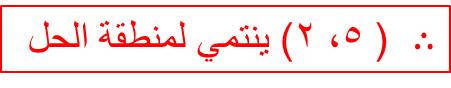 ∴ ( ٥، ٢) ينتمي لمنطقة الحل